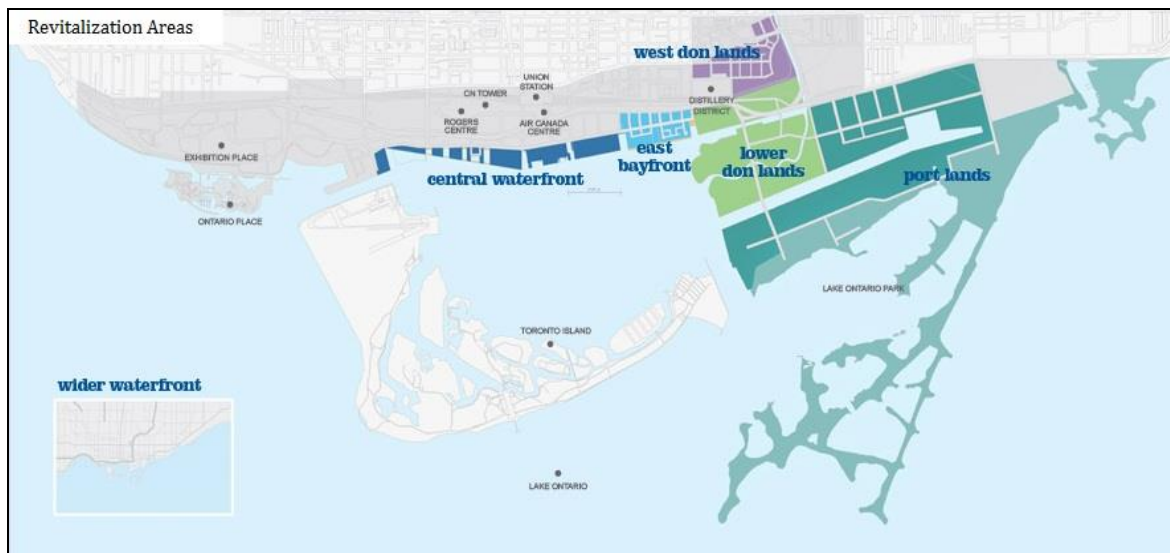 Revitalization Areas
west don lands
UNION
STATION
CN TOWER
DISTILLERY
DISTRICT
ROGERS
CENTRE
AIR CANADA
CENTRE
EXHIBITION PLACE
east
bayfront
lower
don lands
central waterfront
port lands
ONTARIO PLACE
LAKE ONTARIO PARK
TORONTO ISLAND
wider waterfront
LAKE ONTARIO